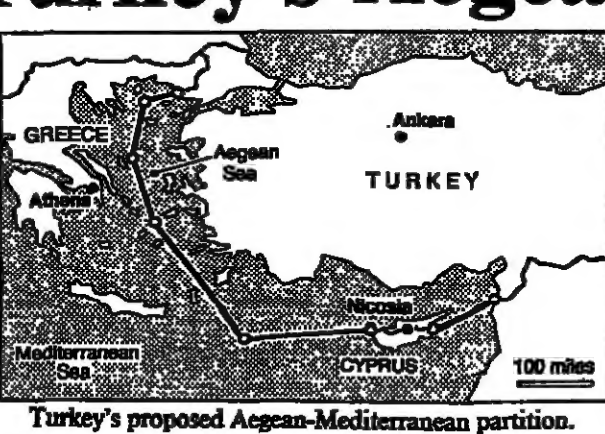 GREECE
Aegean
Sea
Athens
Ankara
TURKEY
Nicosia
Mediterranean
Sea
CYPRUS
100 miles
Turkey's proposed Aegean-Mediterranean partition.